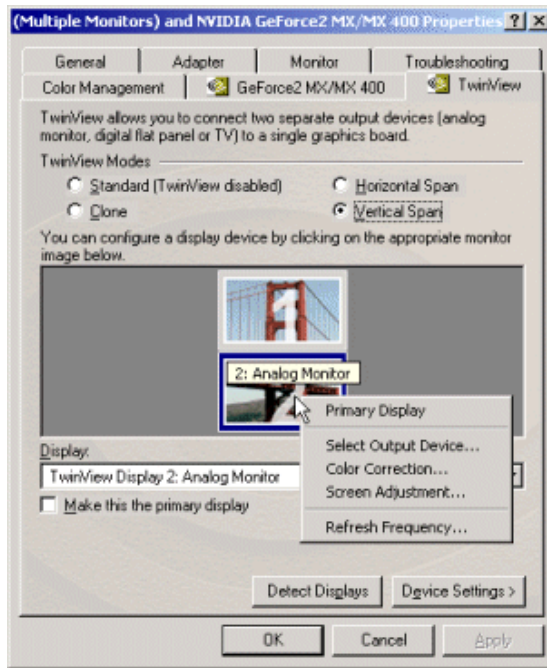 (Multiple Monitors) and NVIDIA GeForce2 MX/MX 400 Properties
General Adapter Monitor Troubleshooting
Color Management GeForce2 MX/MX 400 TwinView
TwinView allows you to connect two separate output devices (analog
monitor, digital flat panel or TV) to a single graphics board.
TwinView Modes
Standard (TwinView disabled) Horizontal Span
Clone Vertical Span
You can configure a display device by clicking on the appropriate monitor
image below.
1
2: Analog Monitor
2
Primary Display
Select Output Device...
Color Correction...
Screen Adjustment...
Refresh Frequency...
Display:
TwinView Display 2: Analog Monitor
Make this the primary display
Detect Displays Device Settings >
OK Cancel Apply